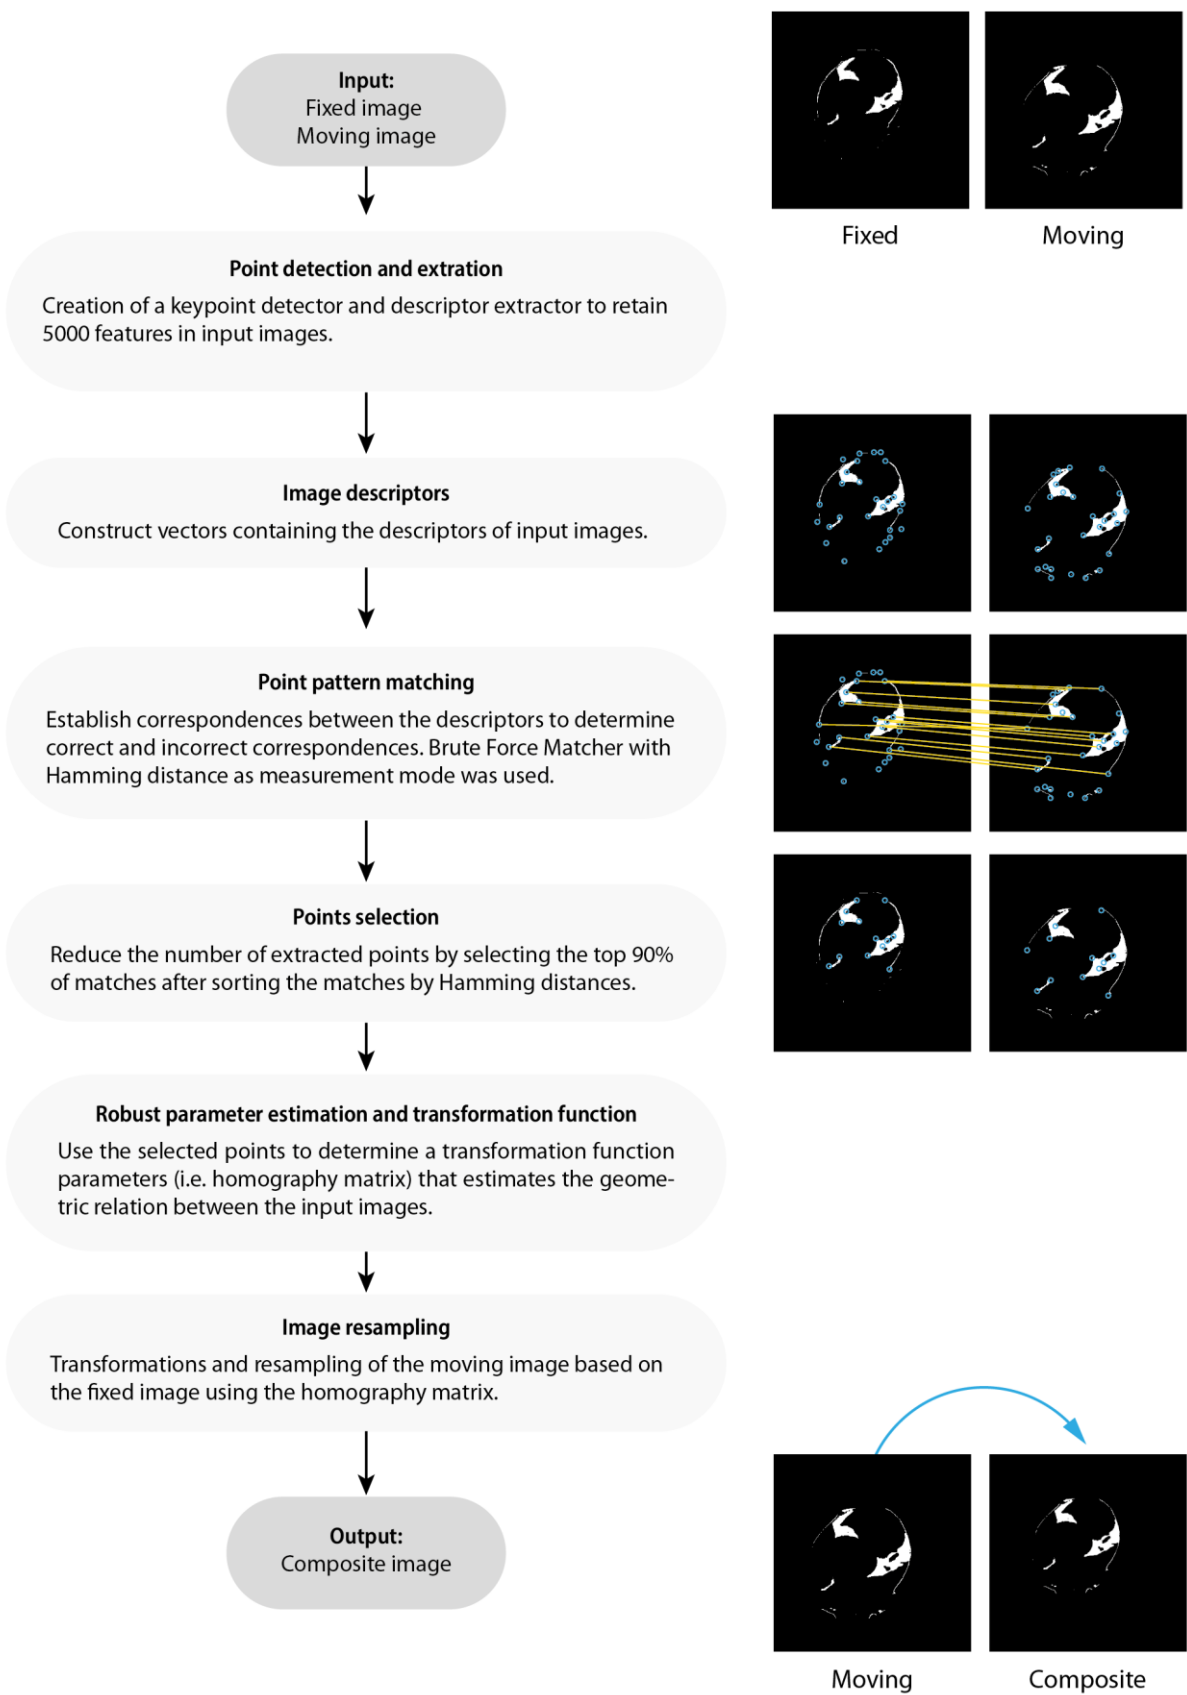 Input:
Fixed image
Moving image
Fixed
Moving
Point detection and extration
Creation of a keypoint detector and descriptor extractor to retain
5000 features in input images.
Image descriptors
Construct vectors containing the descriptors of input images.
Point pattern matching
Establish correspondences between the descriptors to determine
correct and incorrect correspondences. Brute Force Matcher with
Hamming distance as measurement mode was used.
Points selection
Reduce the number of extracted points by selecting the top 90%
of matches after sorting the matches by Hamming distances.
Robust parameter estimation and transformation function
Use the selected points to determine a transformation function
parameters (i.e. homography matrix) that estimates the geome-
tric relation between the input images.
Image resampling
Transformations and resampling of the moving image based on
the fixed image using the homography matrix.
Output:
Composite image
Moving
Composite